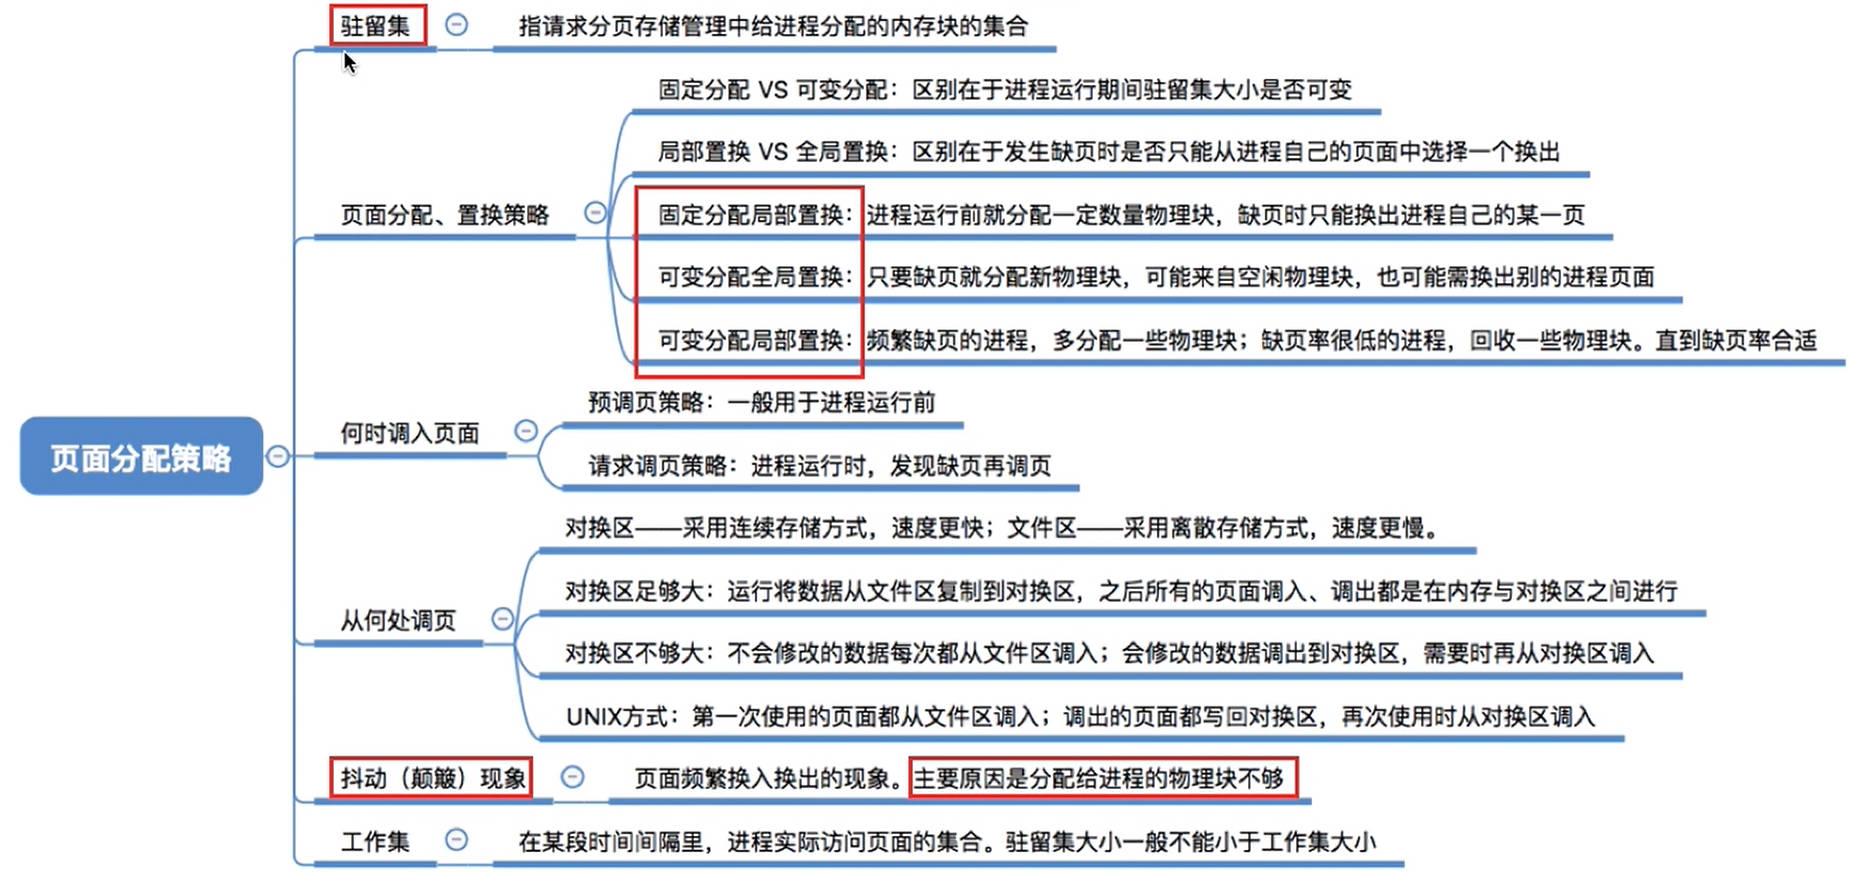 驻留集
指请求分页存储管理中给进程分配的内存块的集合
固定分配 VS 可变分配：区别在于进程运行期间驻留集大小是否可变
局部置换 VS 全局置换：区别在于发生缺页时是否只能从进程自己的页面中选择一个换出
页面分配、置换策略
固定分配局部置换：进程运行前就分配一定数量物理块，缺页时只能换出进程自己的某一页
可变分配全局置换：只要缺页就分配新物理块，可能来自空闲物理块，也可能需换出别的进程页面
可变分配局部置换：频繁缺页的进程，多分配一些物理块；缺页率很低的进程，回收一些物理块。直到缺页率合适
预调页策略：一般用于进程运行前
何时调入页面
页面分配策略
请求调页策略：进程运行时，发现缺页再调页
对换区——采用连续存储方式，速度更快；文件区——采用离散存储方式，速度更慢。
对换区足够大：运行将数据从文件区复制到对换区，之后所有的页面调入、调出都是在内存与对换区之间进行
从何处调页
对换区不够大：不会修改的数据每次都从文件区调入；会修改的数据调出到对换区，需要时再从对换区调入
UNIX方式：第一次使用的页面都从文件区调入；调出的页面都写回对换区，再次使用时从对换区调入
抖动（颠簸）现象
页面频繁换入换出的现象。主要原因是分配给进程的物理块不够
工作集
在某段时间间隔里，进程实际访问页面的集合。驻留集大小一般不能小于工作集大小